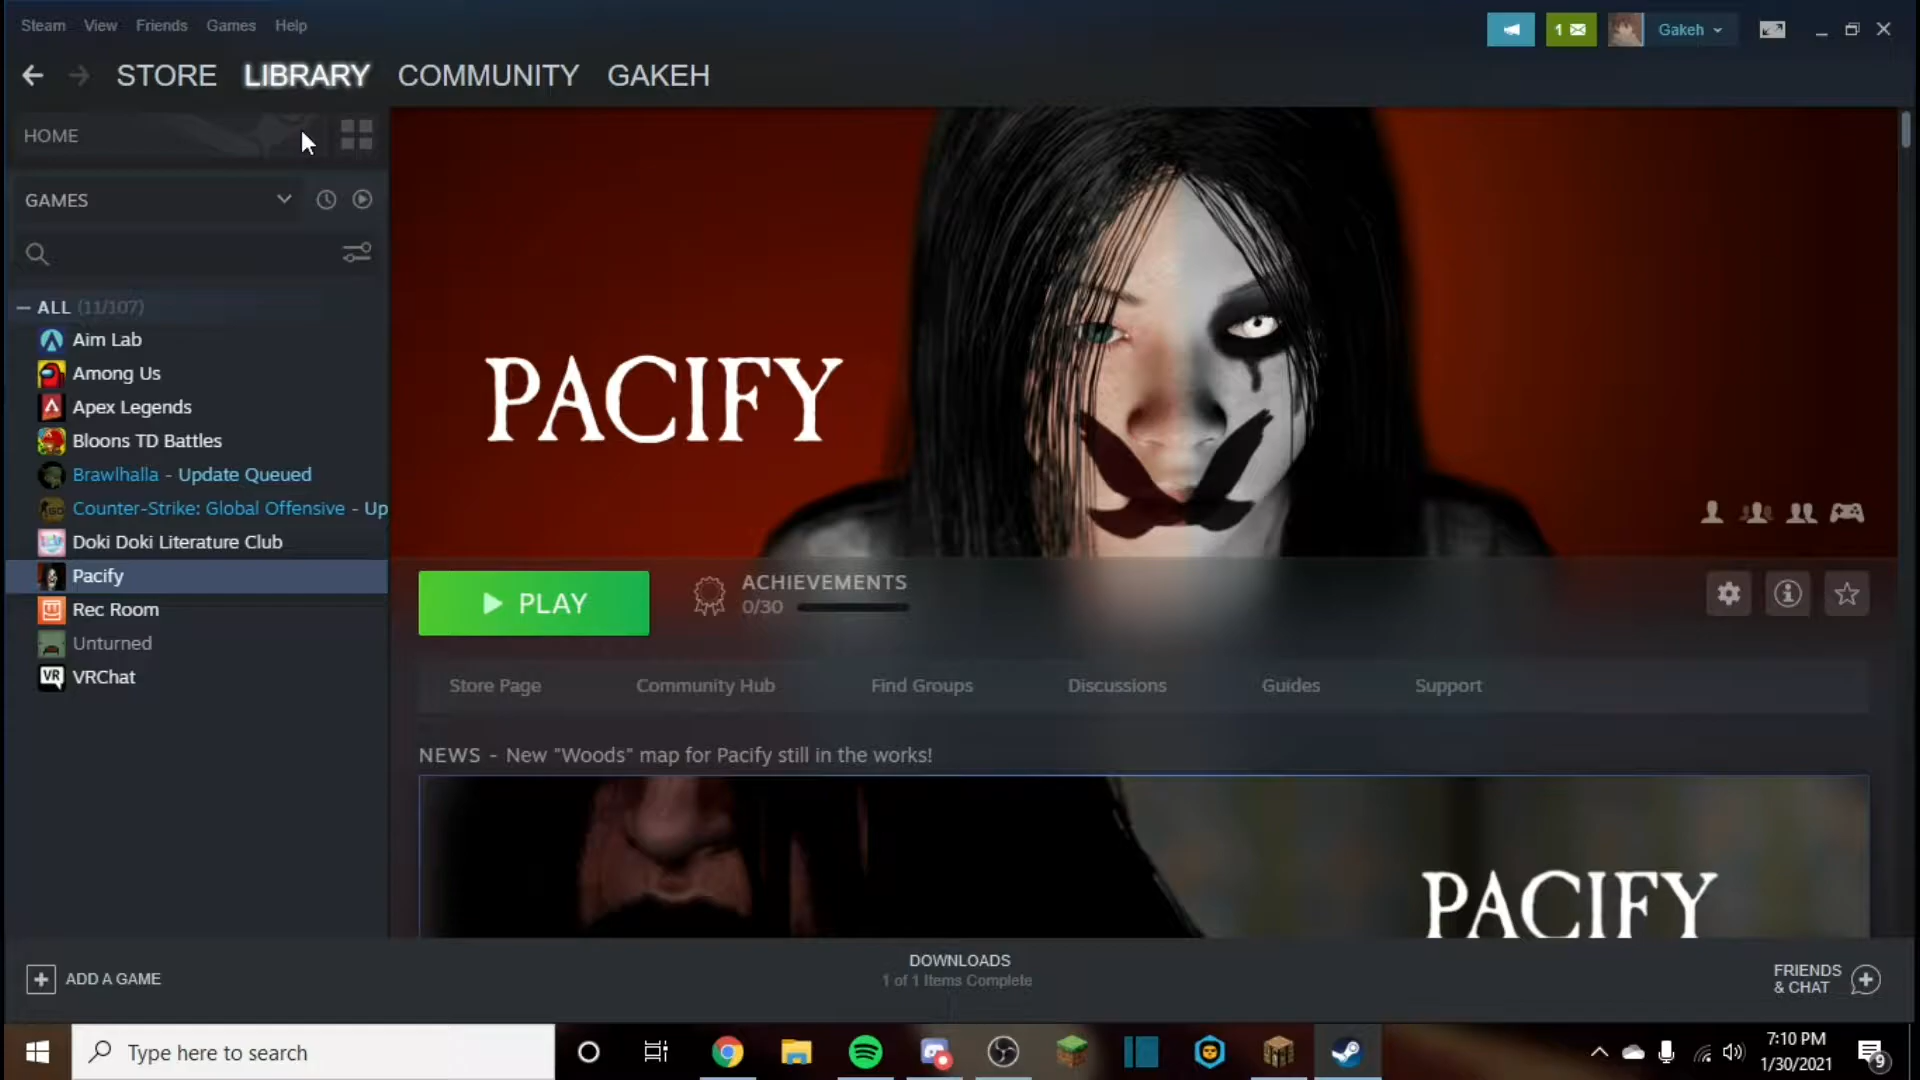 Steam View Friends Games Help
1
Gakeh
STORE LIBRARY COMMUNITY GAKEH
HOME
GAMES
— ALL (11/107)
Aim Lab
Among Us
Apex Legends
Bloons TD Battles
Brawlhalla - Update Queued
Counter-Strike: Global Offensive - Up
Doki Doki Literature Club
Pacify
Rec Room
Unturned
VR VRChat
PACIFY
PLAY
ACHIEVEMENTS
0/30
Store Page Community Hub Find Groups Discussions Guides Support
NEWS - New "Woods" map for Pacify still in the works!
PACIFY
+ ADD A GAME
DOWNLOADS
1 of 1 Items Complete
FRIENDS
& CHAT
Type here to search
7:10 PM
1/30/2021
9